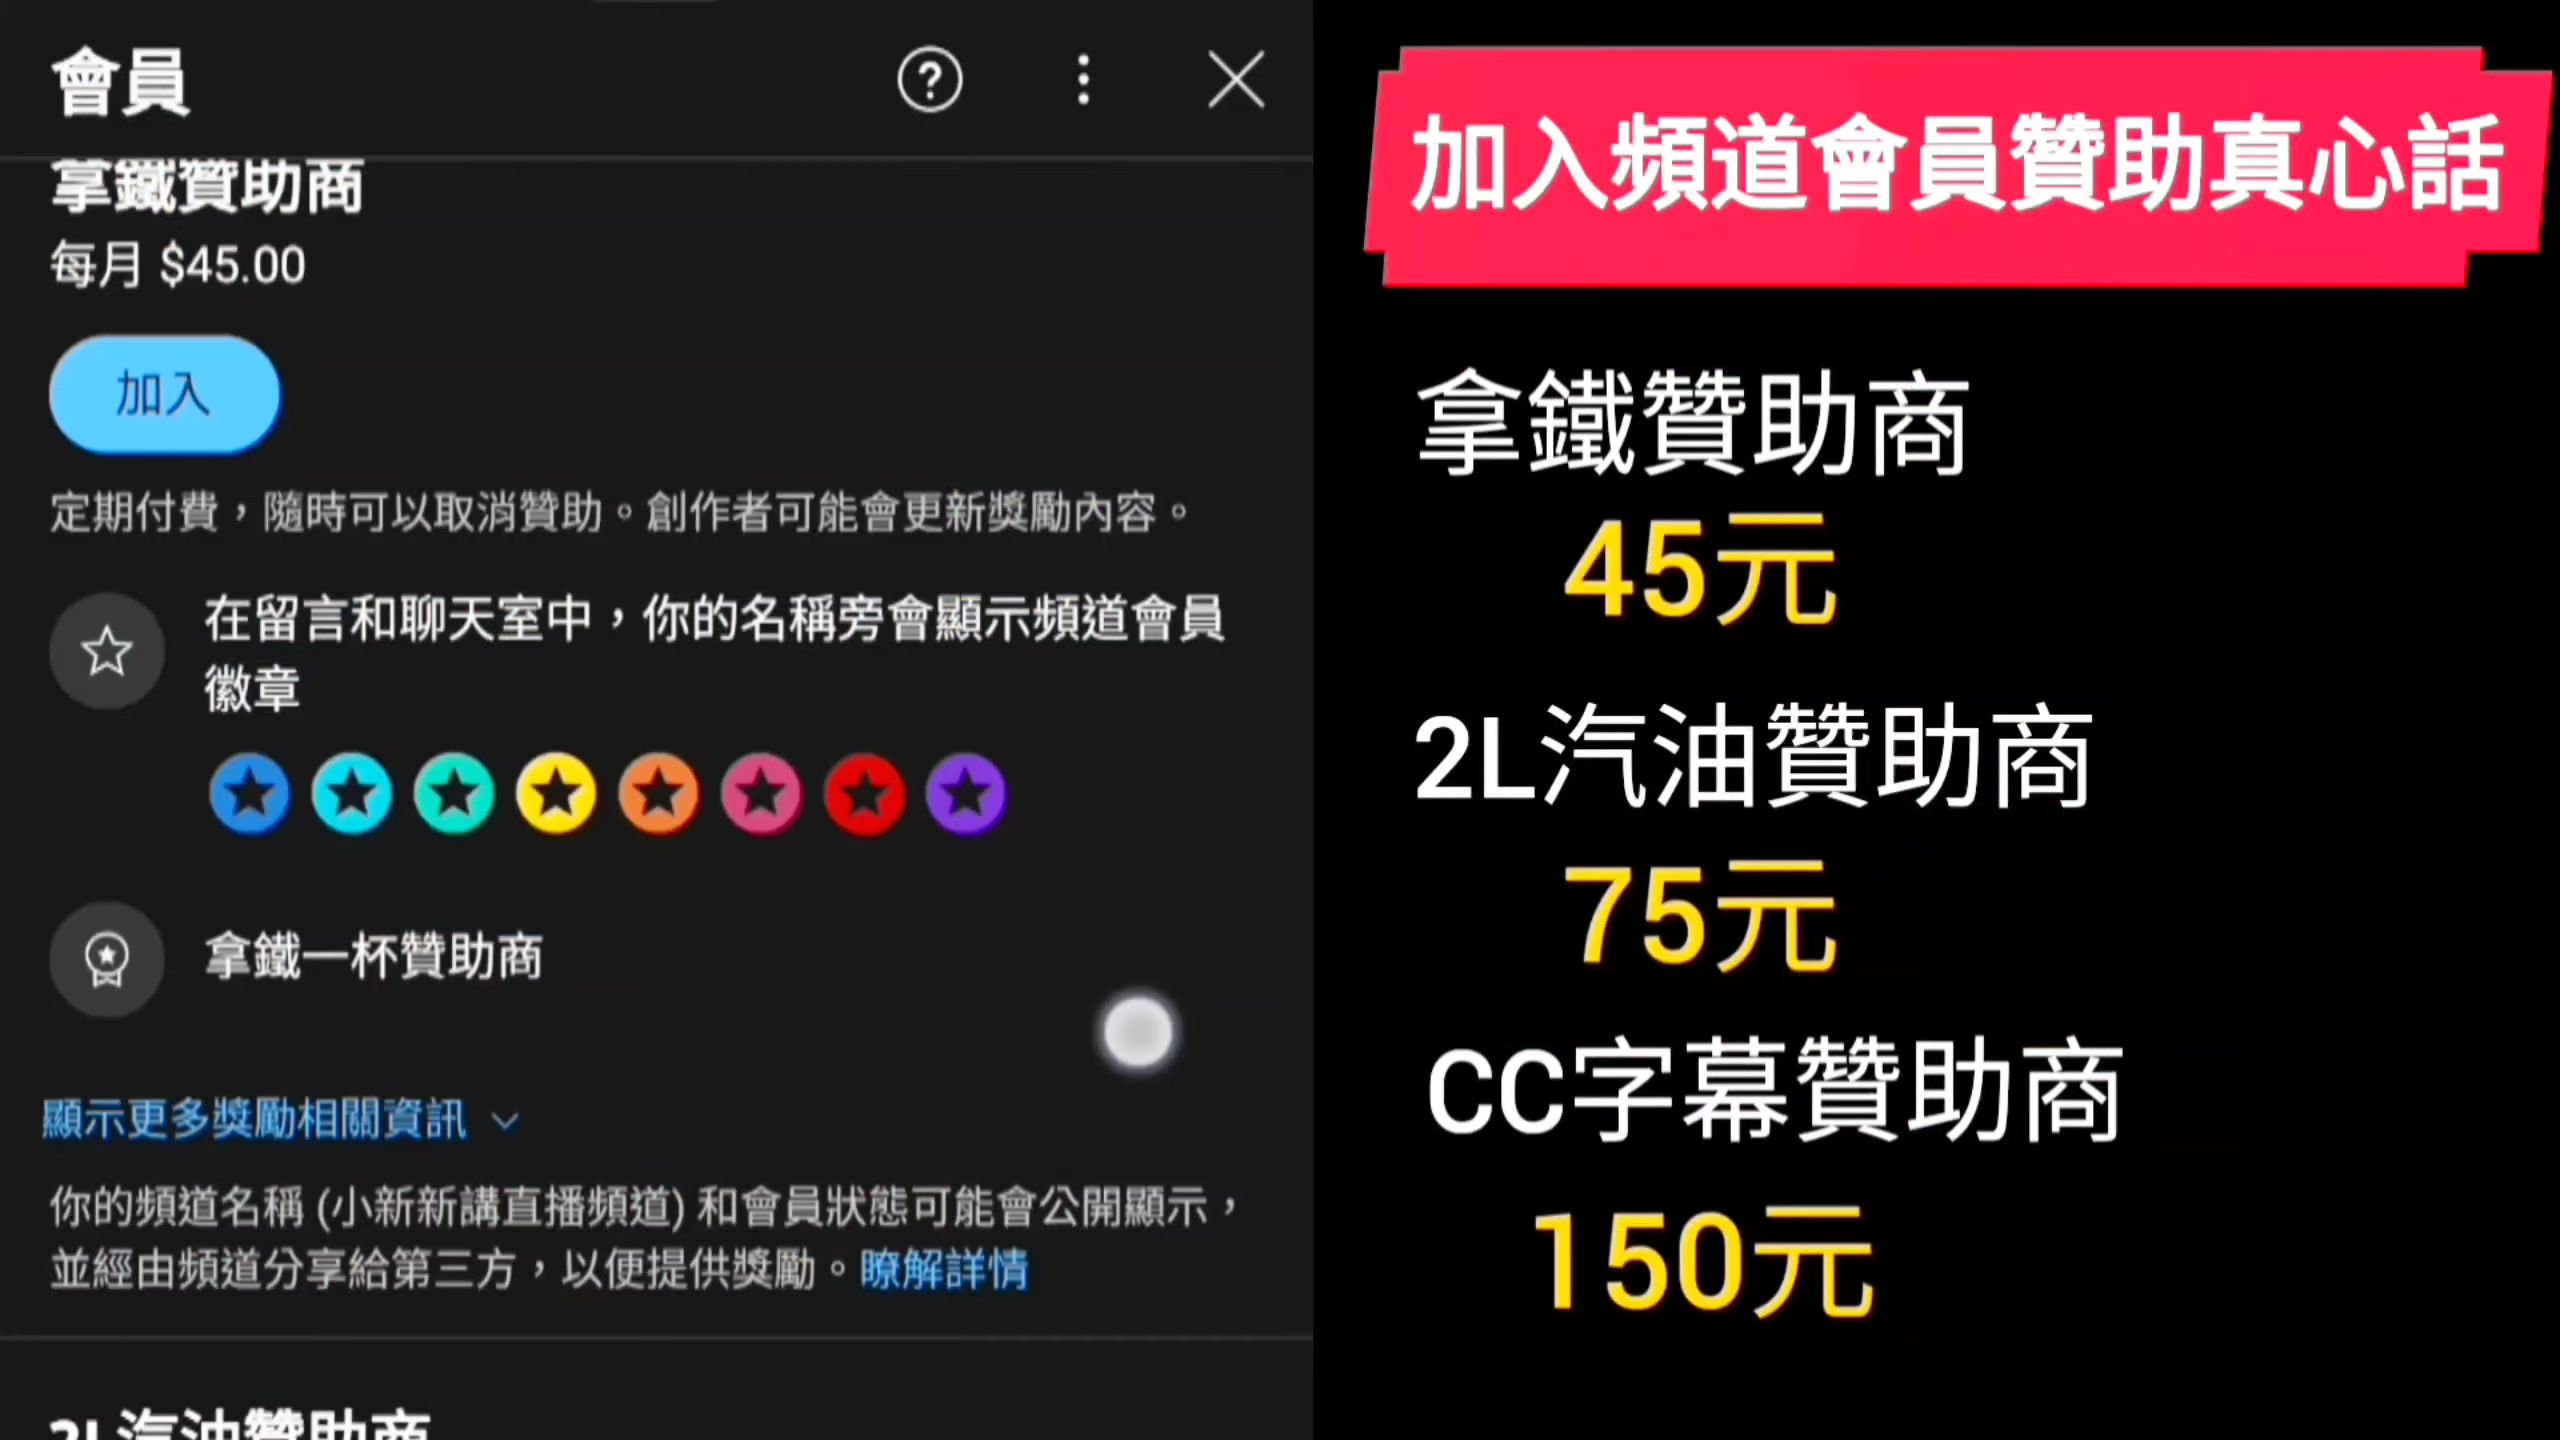 會員
拿鐵贊助商
每月 $45.00
加入
定期付費，隨時可以取消贊助。創作者可能會更新獎勵內容。
在留言和聊天室中，你的名稱旁會顯示頻道會員
徽章
拿鐵一杯贊助商
顯示更多獎勵相關資訊
你的頻道名稱 (小新新講直播頻道) 和會員狀態可能會公開顯示，
並經由頻道分享給第三方，以便提供獎勵。瞭解詳情
2L汽油贊助商
加入頻道會員贊助真心話
拿鐵贊助商
45元
2L汽油贊助商
75元
CC字幕贊助商
150元